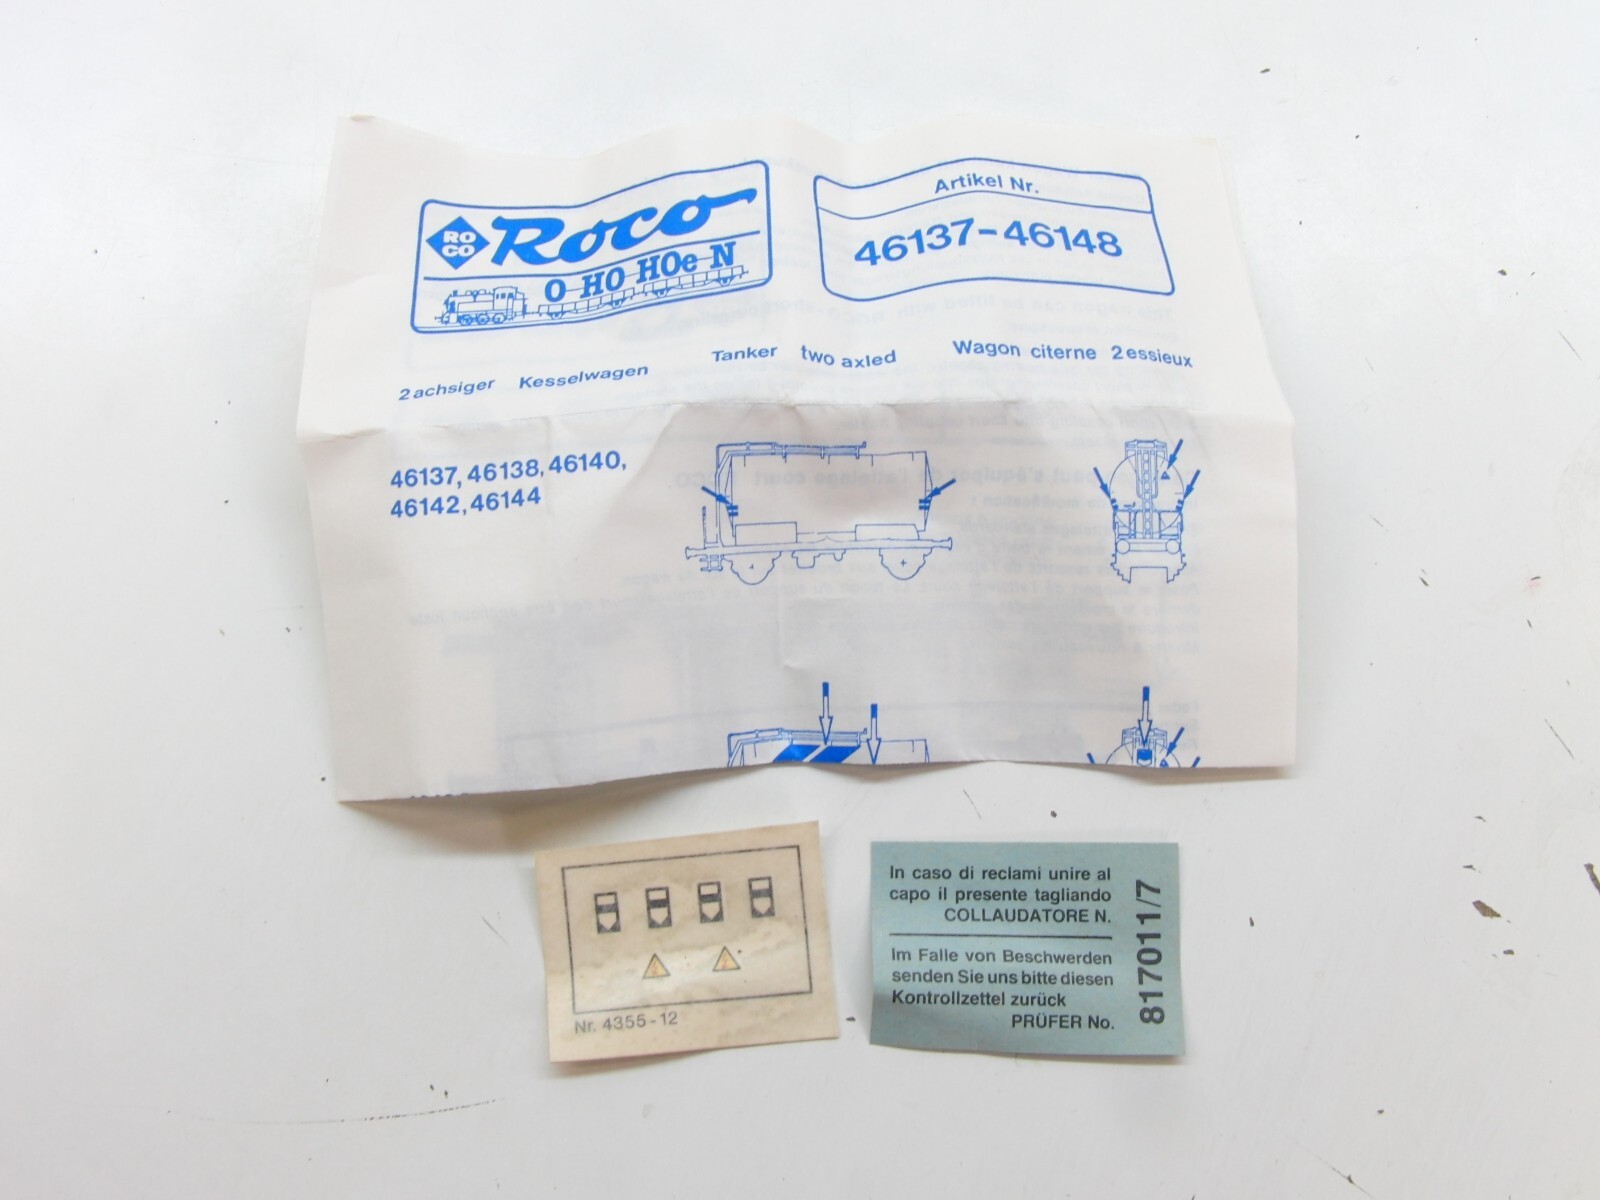 RO
CO
Roco
O HO HOe N
Artikel Nr.
46137-46148
2achsiger Kesselwagen
Tanker two axled
Wagon citerne 2essieux
46137, 46138, 46140,
46142, 46144
Nr. 4355-12
In caso di reclami unire al
capo il presente tagliando
COLLAUDATORE N.
Im Falle von Beschwerden
senden Sie uns bitte diesen
Kontrollzettel zurück
PRÜFER No.
817011/7